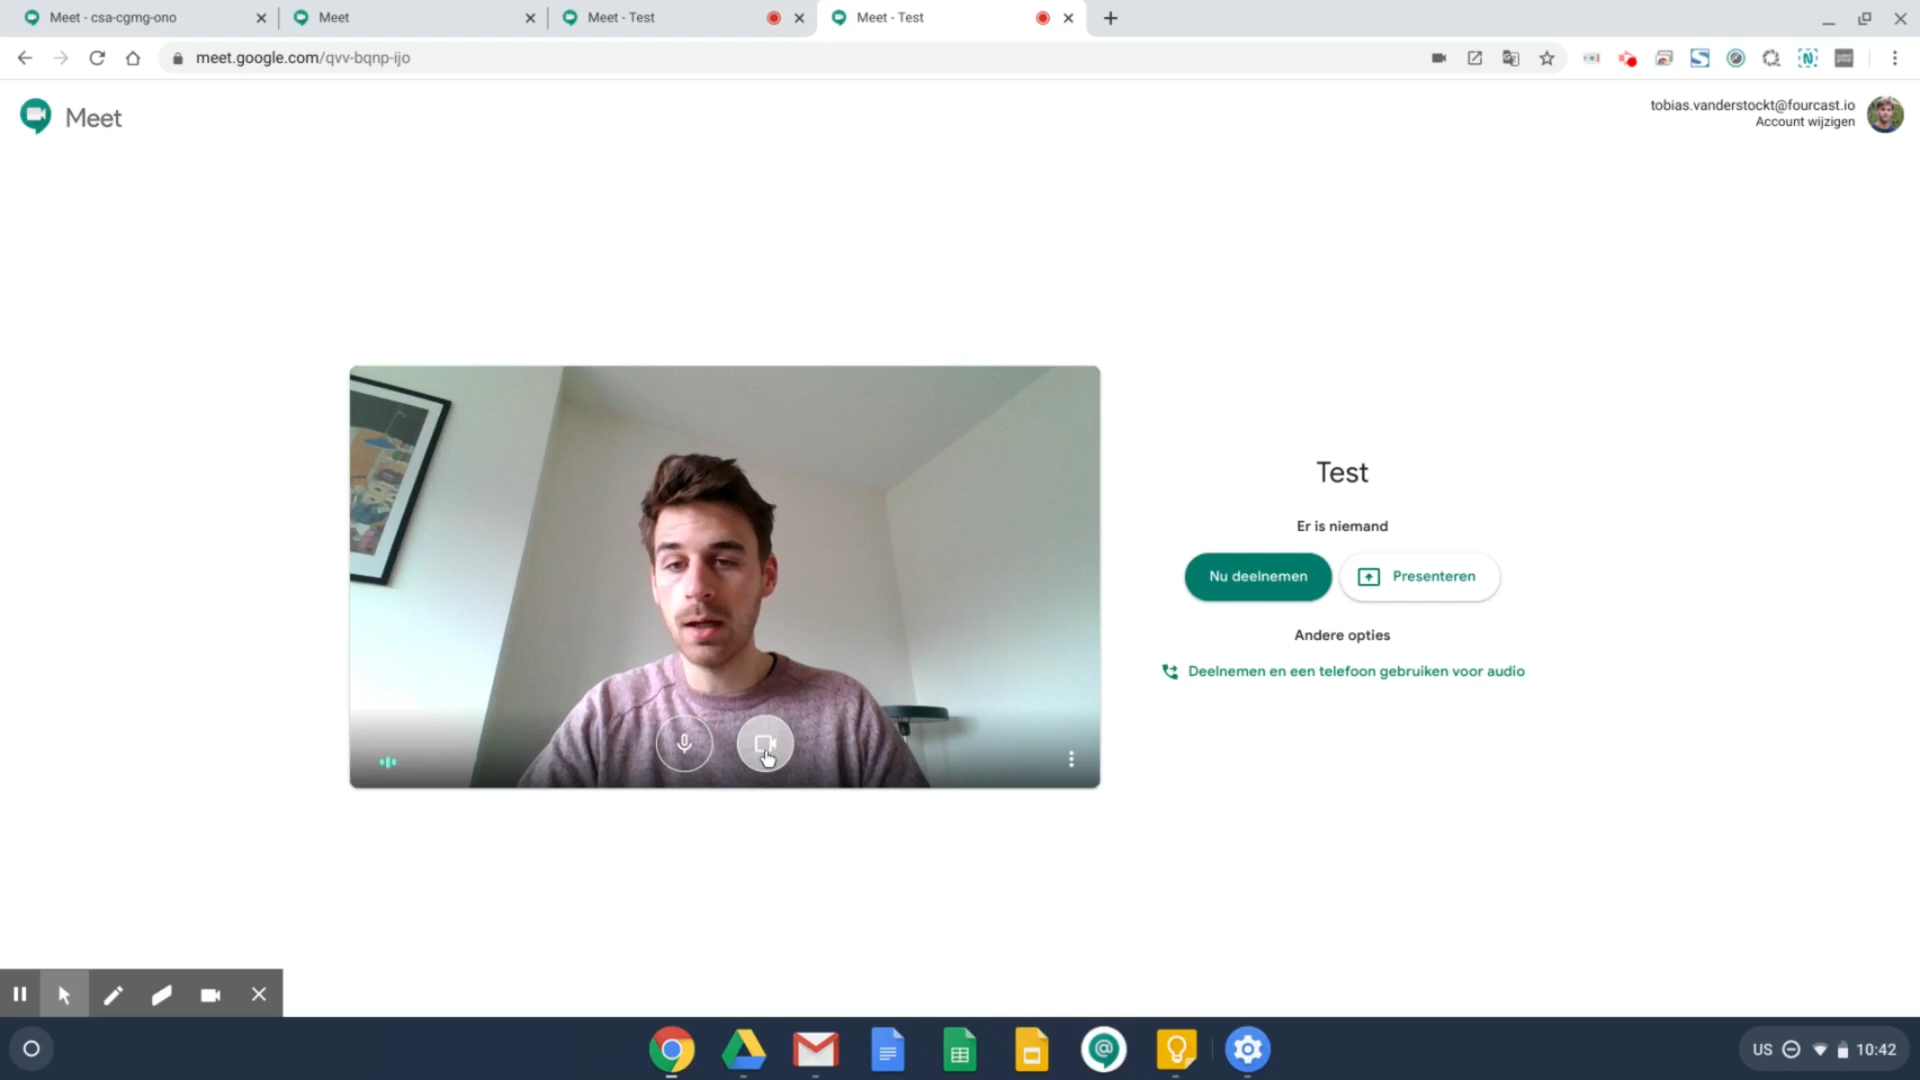 Meet - csa-cgmg-ono
Meet
Meet - Test
Meet - Test
meet.google.com/qvv-bqnp-ijo
Meet
tobias.vanderstockt@fourcast.io
Account wijzigen
Test
Er is niemand
Nu deelnemen
Presenteren
Andere opties
Deelnemen en een telefoon gebruiken voor audio
US
10:42